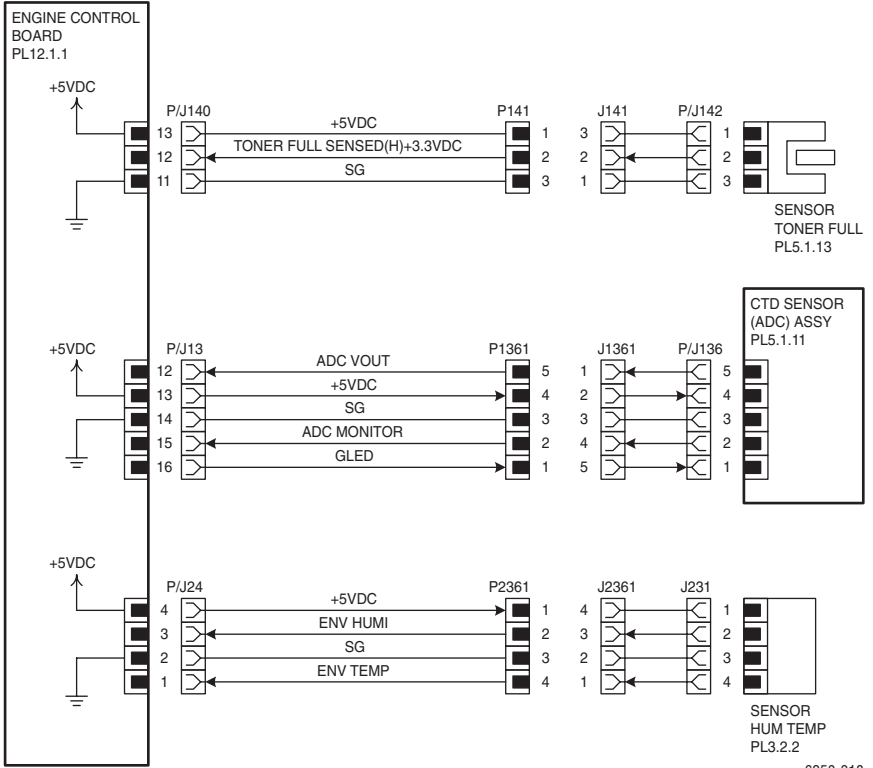 ENGINE CONTROL
BOARD
PL12.1.1
+5VDC
P/J140
P141
J141
P/J142
13 +5VDC 1 3 1
12 TONER FULL SENSED(H)+3.3VDC 2 2 2
11 SG 3 1 3
SENSOR
TONER FULL
PL5.1.13
CTD SENSOR
(ADC) ASSY
PL5.1.11
+5VDC
P/J13
P1361
J1361
P/J136
12 ADC VOUT 5 1 5
13 +5VDC 4 2 4
14 SG 3 3 3
15 ADC MONITOR 2 4 2
16 GLED 1 5 1
+5VDC
P/J24
P2361
J2361
J231
4 +5VDC 1 4 1
3 ENV HUMI 2 3 2
2 SG 3 2 3
1 ENV TEMP 4 1 4
SENSOR
HUM TEMP
PL3.2.2